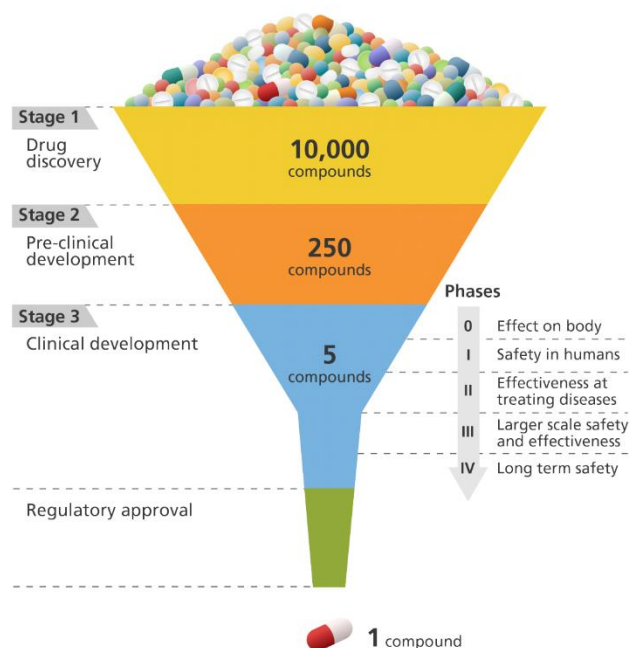 Stage 1
Drug
discovery
10,000
compounds
Stage 2
Pre-clinical
development
250
compounds
Stage 3
Clinical development
5
compounds
Phases
0 Effect on body
I Safety in humans
II Effectiveness at
treating diseases
III Larger scale safety
and effectiveness
IV Long term safety
Regulatory approval
1 compound